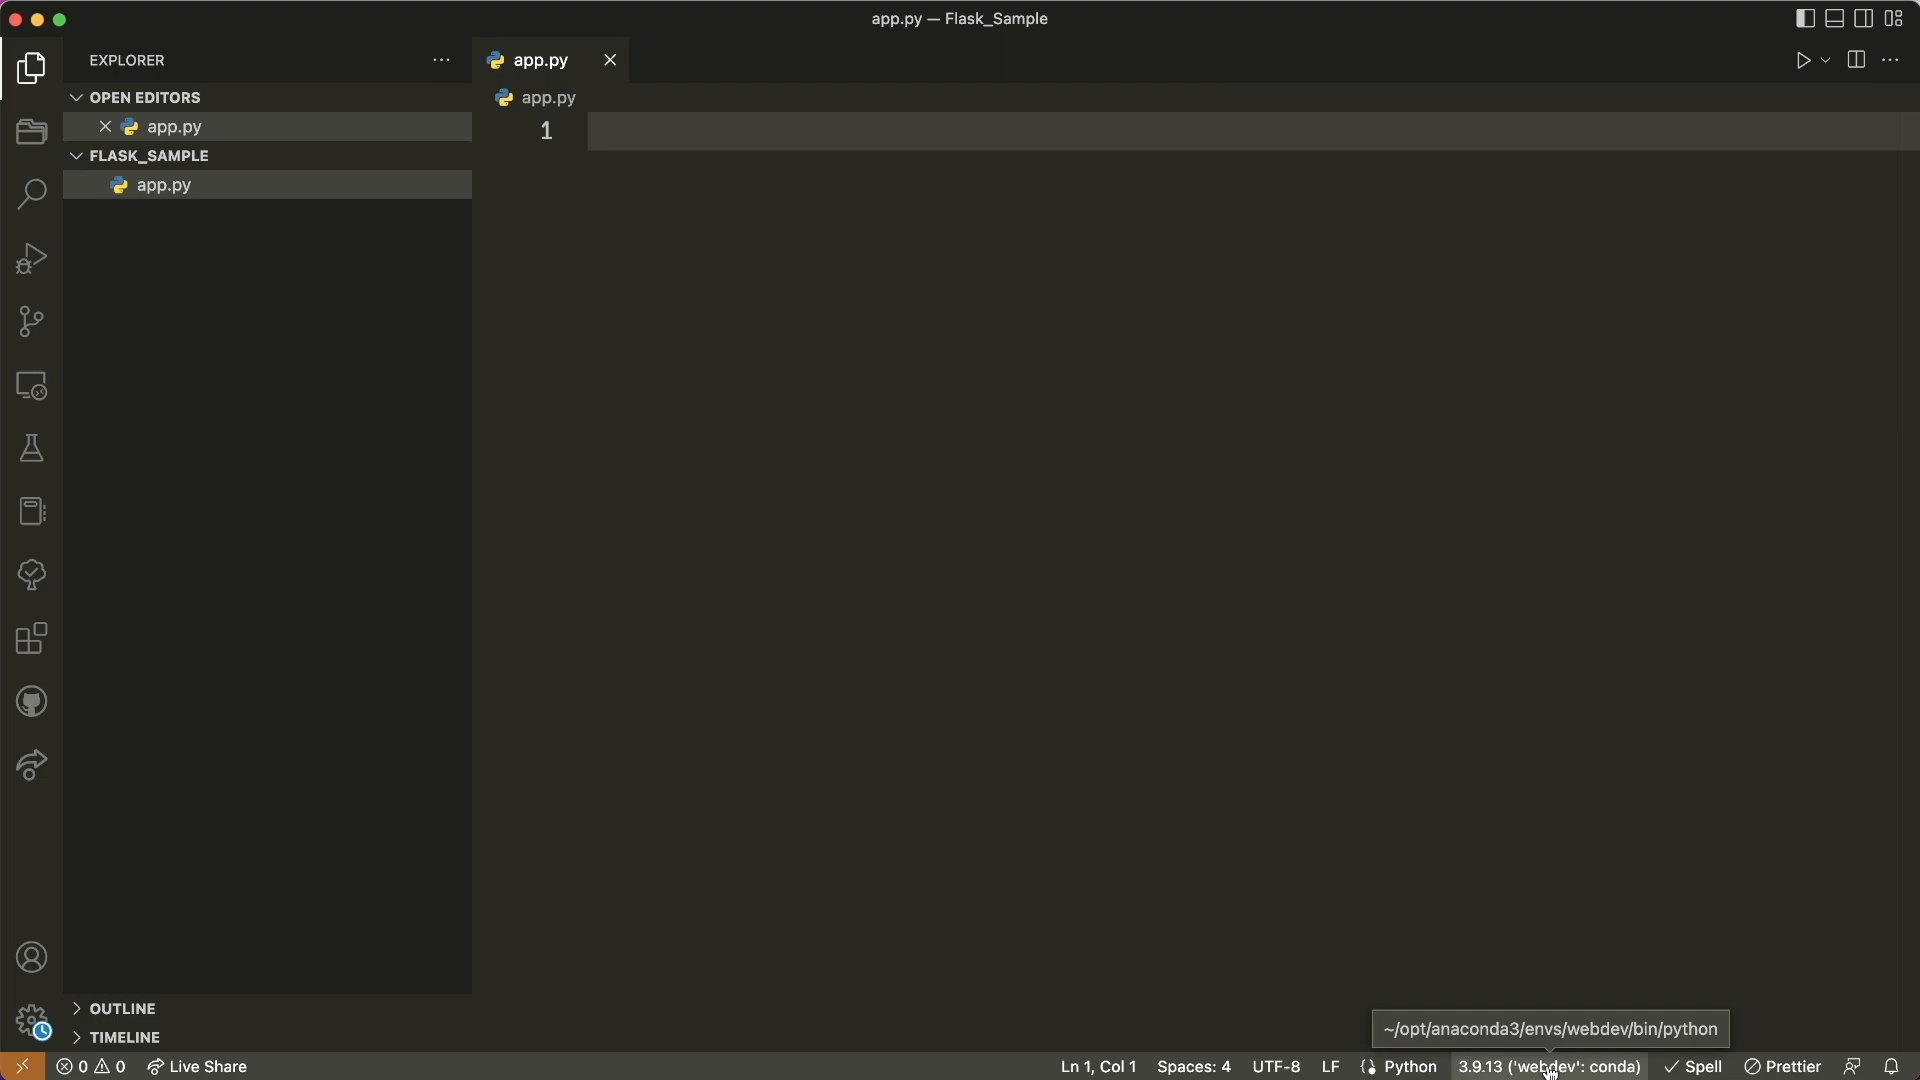 app.py — Flask_Sample
EXPLORER
app.py
OPEN EDITORS
app.py
app.py
1
FLASK_SAMPLE
app.py
OUTLINE
TIMELINE
~/opt/anaconda3/envs/webdev/bin/python
0 0 Live Share
Ln 1, Col 1 Spaces: 4 UTF-8 LF Python 3.9.13 ('webdev': conda) Spell Prettier